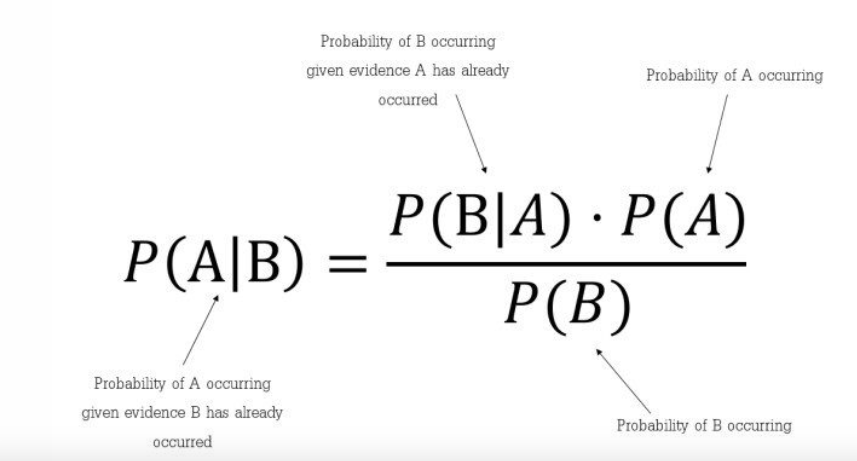 Probability of B occurring
given evidence A has already
occurred
Probability of A occurring
P(A|B) = P(B|A) · P(A)
P(B)
Probability of A occurring
given evidence B has already
occurred
Probability of B occurring